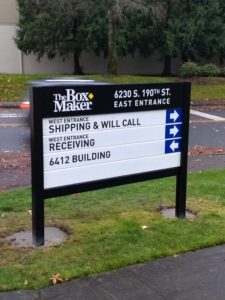 The Box
Maker
6230 S. 190TH ST.
EAST ENTRANCE
WEST ENTRANCE
SHIPPING & WILL CALL
WEST ENTRANCE
RECEIVING
6412 BUILDING